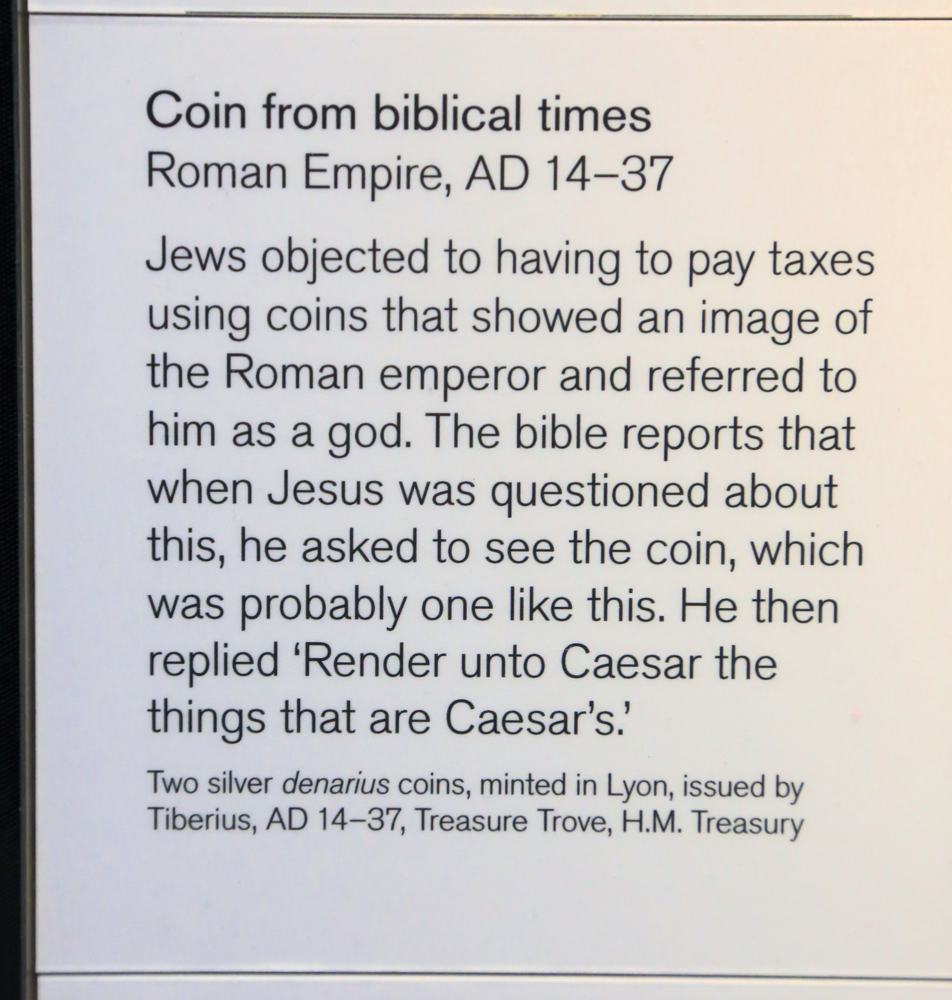 Coin from biblical times
Roman Empire, AD 14–37
Jews objected to having to pay taxes
using coins that showed an image of
the Roman emperor and referred to
him as a god. The bible reports that
when Jesus was questioned about
this, he asked to see the coin, which
was probably one like this. He then
replied ‘Render unto Caesar the
things that are Caesar’s.’
Two silver denarius coins, minted in Lyon, issued by
Tiberius, AD 14–37, Treasure Trove, H.M. Treasury